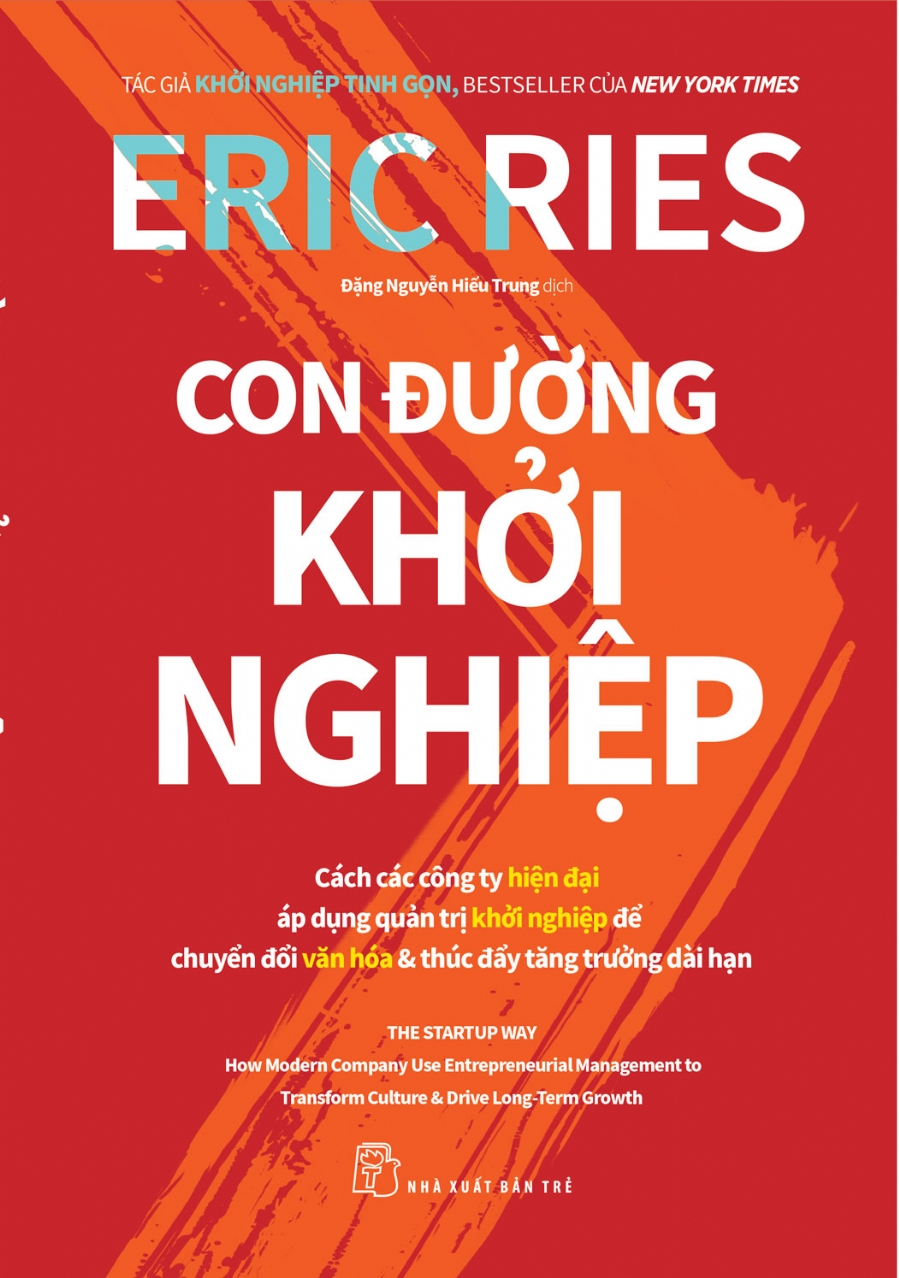 TÁC GIẢ KHỞI NGHIỆP TINH GỌN, BESTSELLER CỦA NEW YORK TIMES
ERIC RIES
Đặng Nguyễn Hiếu Trung dịch
CON ĐƯỜNG
KHỞI
NGHIỆP
Cách các công ty hiện đại
áp dụng quản trị khởi nghiệp để
chuyển đổi văn hóa & thúc đẩy tăng trưởng dài hạn
THE STARTUP WAY
How Modern Company Use Entrepreneurial Management to
Transform Culture & Drive Long-Term Growth
NHÀ XUẤT BẢN TRẺ